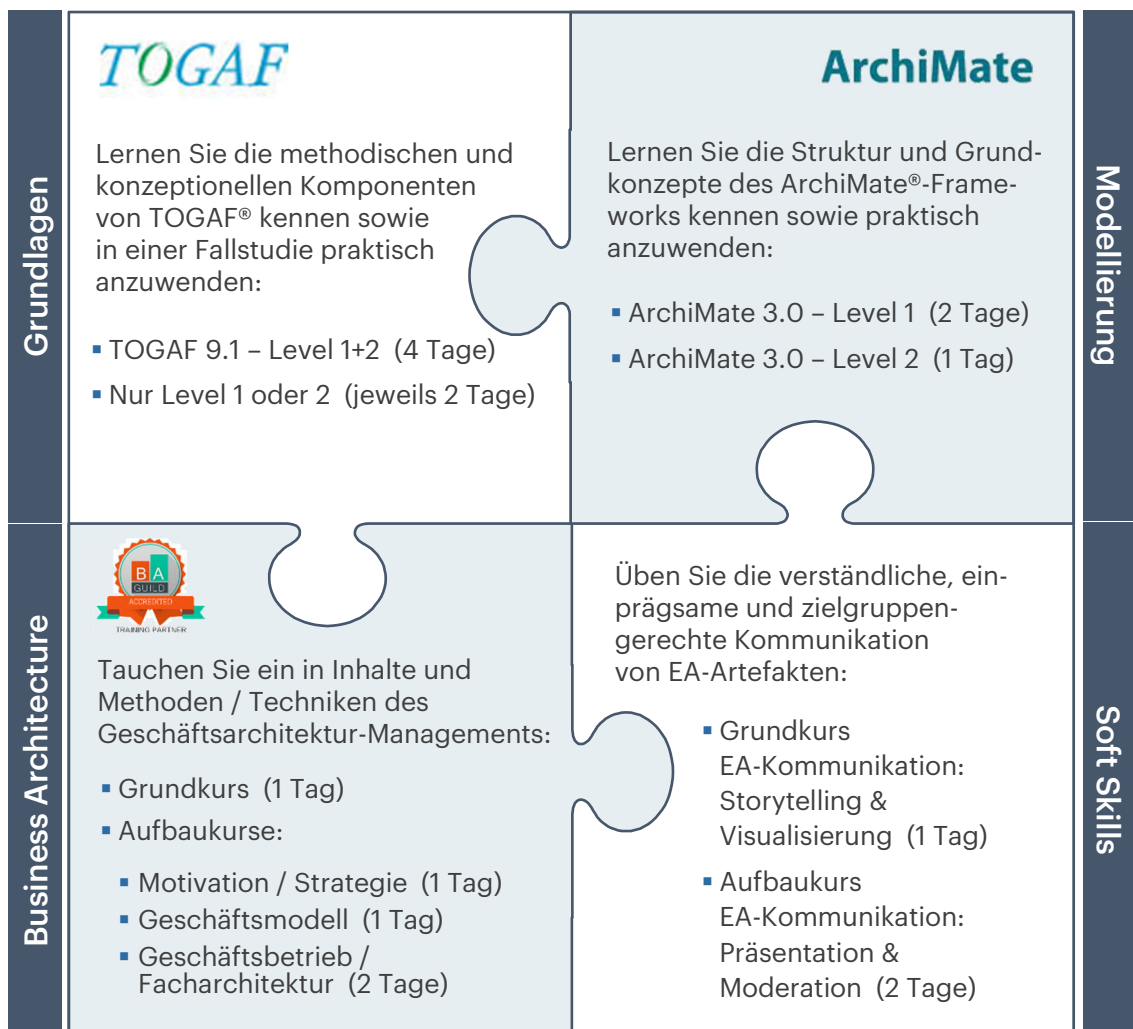 Grundlagen
TOGAF
Lernen Sie die methodischen und
konzeptionellen Komponenten
von TOGAF® kennen sowie
in einer Fallstudie praktisch
anzuwenden:
▪ TOGAF 9.1 – Level 1+2 (4 Tage)
▪ Nur Level 1 oder 2 (jeweils 2 Tage)
Modellierung
ArchiMate
Lernen Sie die Struktur und Grund-
konzepte des ArchiMate®-Frame-
works kennen sowie praktisch
anzuwenden:
▪ ArchiMate 3.0 – Level 1 (2 Tage)
▪ ArchiMate 3.0 – Level 2 (1 Tag)
Business Architecture
B A
GUILD
ACCREDITED
TRAINING PARTNER
Tauchen Sie ein in Inhalte und
Methoden / Techniken des
Geschäftsarchitektur-Managements:
▪ Grundkurs (1 Tag)
▪ Aufbaukurse:
▪ Motivation / Strategie (1 Tag)
▪ Geschäftsmodell (1 Tag)
▪ Geschäftsbetrieb /
Facharchitektur (2 Tage)
Soft Skills
Üben Sie die verständliche, ein-
prägsame und zielgruppen-
gerechte Kommunikation
von EA-Artefakten:
▪ Grundkurs
EA-Kommunikation:
Storytelling &
Visualisierung (1 Tag)
▪ Aufbaukurs
EA-Kommunikation:
Präsentation &
Moderation (2 Tage)